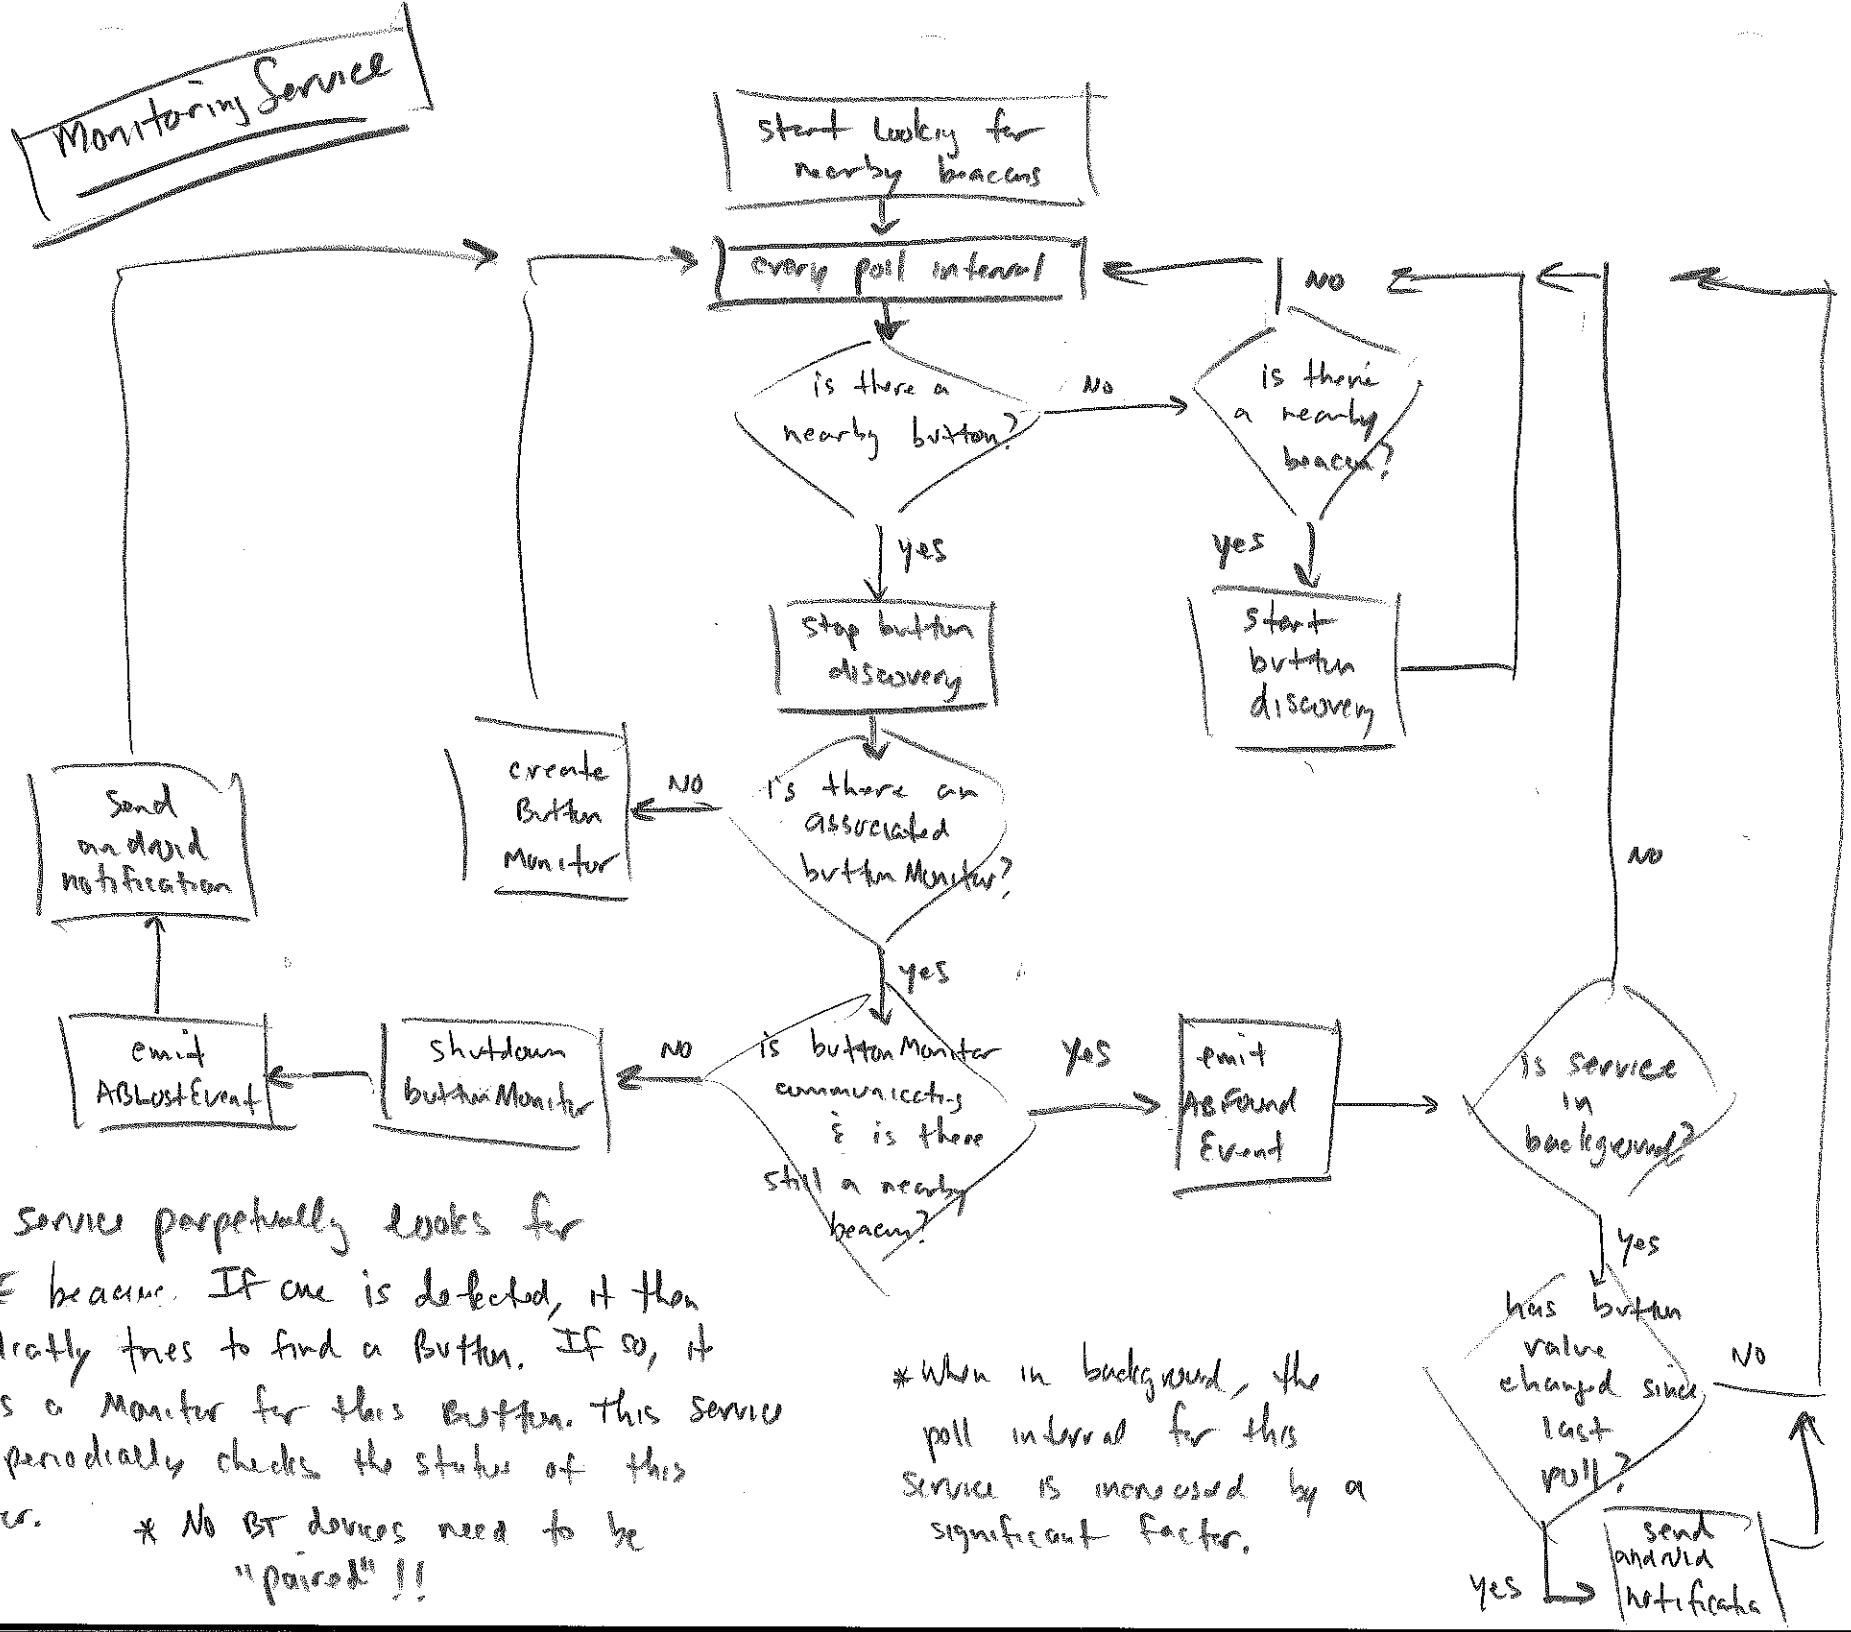 Monitoring Service
start looking for
nearby beacons
every poll interval
NO
is there a
nearby button?
NO
is there
a nearby
beacon?
yes
yes
stop button
discovery
start
button
discovery
create
Button
Monitor
NO
is there an
associated
buttonMonitor?
send
android
notification
NO
yes
emit
ABLostEvent
shutdown
buttonMonitor
NO
is buttonMonitor
communicating
& is there
still a nearby
beacon?
yes
emit
ABFound
Event
is service
in
background?
yes
has button
value
changed since
last
poll?
NO
yes
send
android
notification
service perpetually looks for
E beacons. If one is detected, it then
dically tries to find a Button. If so, it
s a Monitor for this Button. This service
periodically checks the status of this
or.
* NO BT devices need to be
"paired"!!
* When in background, the
poll interval for this
service is increased by a
significant factor.